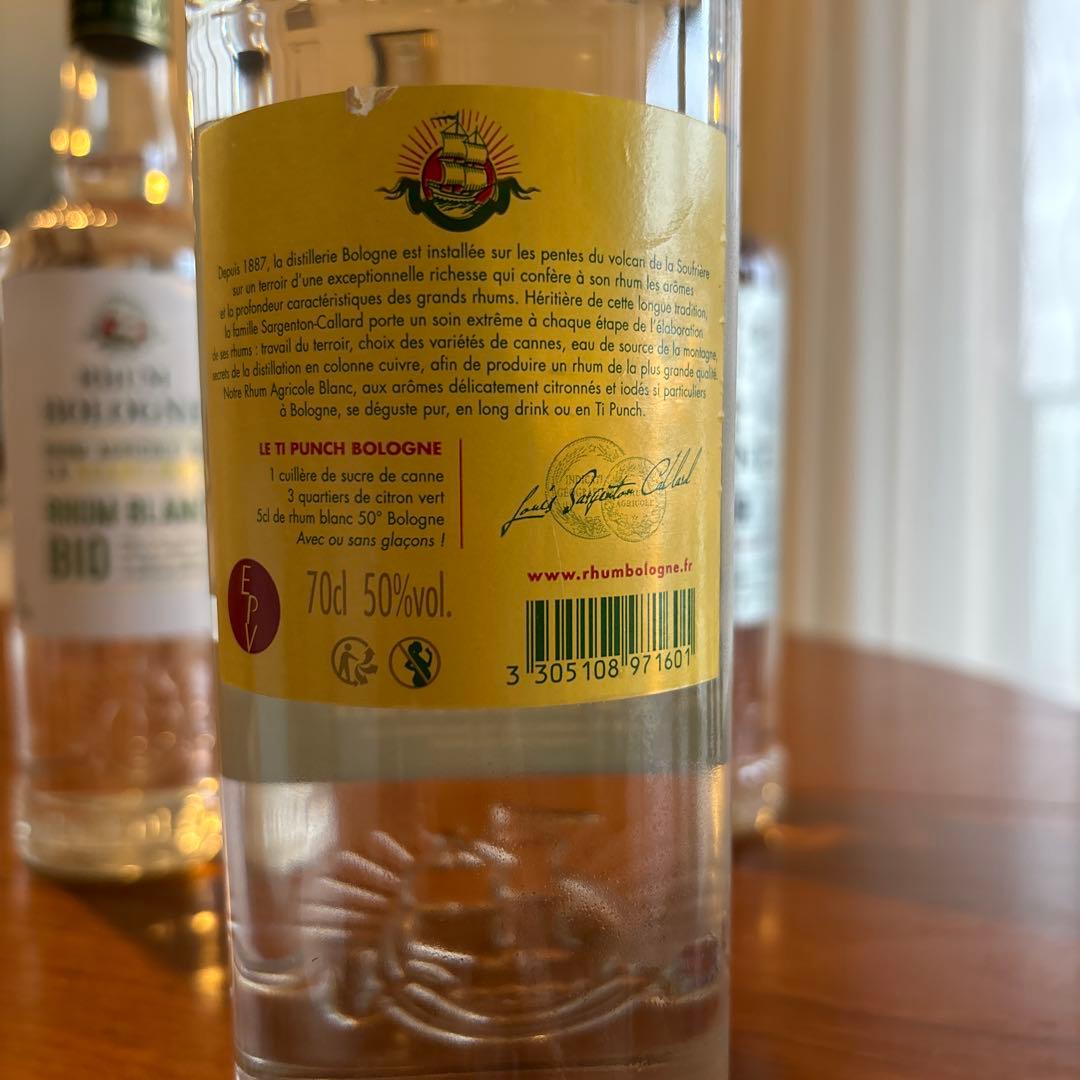 Depuis 1887, la distillerie Bologne est installée sur les pentes du volcan de la Soufrière
sur un terroir d'une exceptionnelle richesse qui confère à son rhum les arômes
et la profondeur caractéristiques des grands rhums. Héritière de cette longue tradition,
la famille Sargenton-Callard porte un soin extrême à chaque étape de l'élaboration
de ses rhums : travail du terroir, choix des variétés de cannes, eau de source de la montagne,
secrets de la distillation en colonne cuivre, afin de produire un rhum de la plus grande qualité.
Notre Rhum Agricole Blanc, aux arômes délicatement citronnés et iodés si particuliers
à Bologne, se déguste pur, en long drink ou en Ti Punch.
LE TI PUNCH BOLOGNE
1 cuillère de sucre de canne
3 quartiers de citron vert
5cl de rhum blanc 50° Bologne
Avec ou sans glaçons !
Louis Sargenton Callard
AGRICOLE
www.rhumbologne.fr
EPV
70cl 50%vol.
3 305108 971601
RHUM
BOLOGNE
RHUM BLANC
BIO